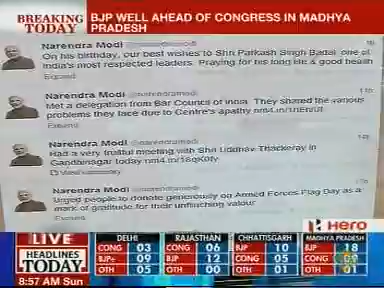 BREAKING
TODAY
BJP WELL AHEAD OF CONGRESS IN MADHYA
PRADESH
Narendra Modi
On his birthday, our best wishes to Shri Parkash Singh Badal, one of
India's most respected leaders. Praying for his long life & good health
Expand
Narendra Modi
Met a delegation from Bar Council of India. They shared the various
problems they face due to Centre's apathy
Expand
Narendra Modi
Had a very fruitful meeting with Shri Uddhav Thackeray in
Gandhinagar today
View summary
Narendra Modi
Urged people to donate generously on Armed Forces Flag Day as a
mark of gratitude for their unflinching valour
Expand
Hero
LIVE
HEADLINES
TODAY
8:57 AM Sun
DELHI
CONG 03
BJP+ 09
OTH 05
RAJASTHAN
CONG 01
BJP 12
OTH 00
CHHATTISGARH
BJP 10
CONG 05
OTH 00
MADHYA PRADESH
BJP 18
CONG
OTH 01